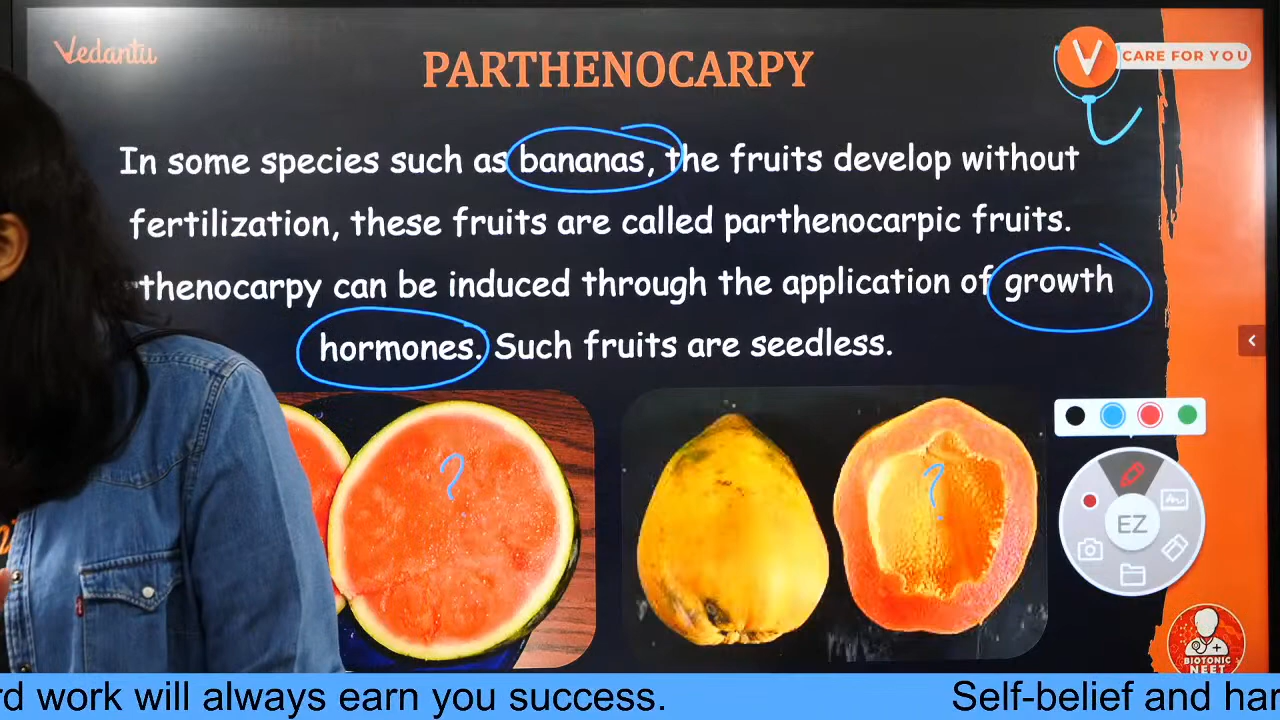 Vedantu
PARTHENOCARPY
V CARE FOR YOU
In some species such as bananas, the fruits develop without
fertilization, these fruits are called parthenocarpic fruits.
thenocarpy can be induced through the application of growth
hormones. Such fruits are seedless.
?
?
EZ
BIOTONIC
NEET
rd work will always earn you success. Self-belief and har